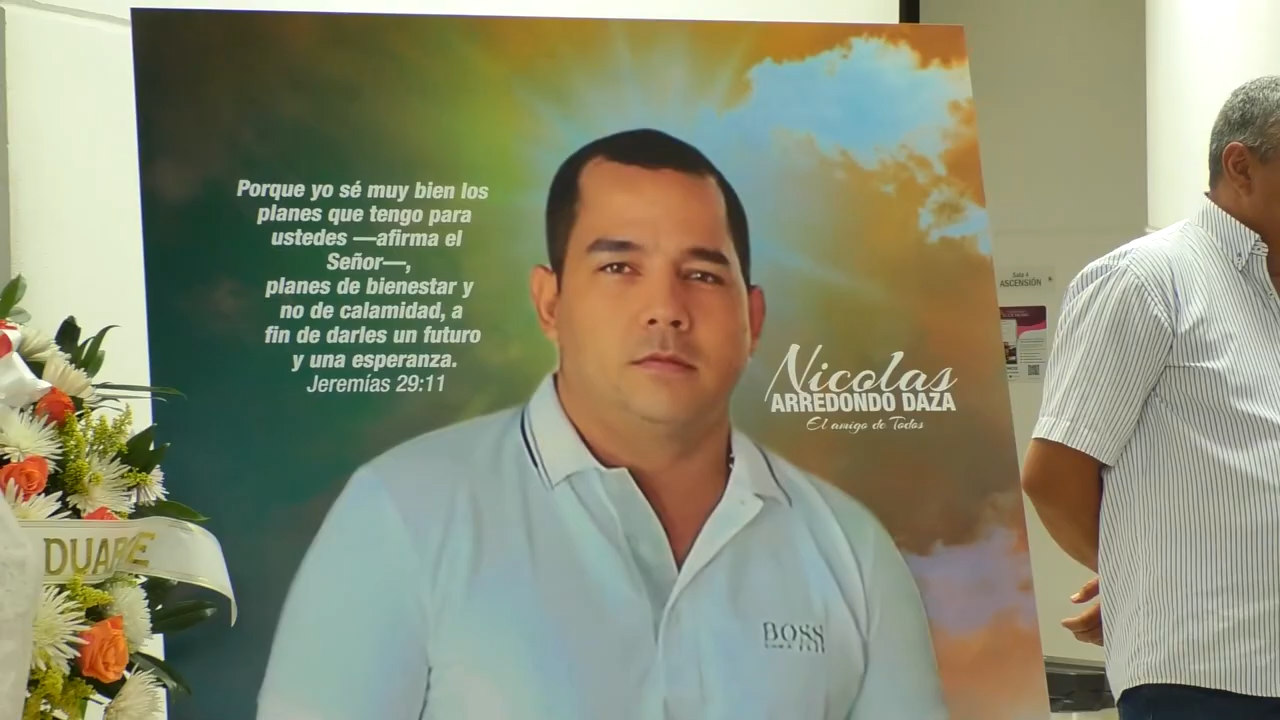 Porque yo sé muy bien los
planes que tengo para
ustedes —afirma el
Señor—,
planes de bienestar y
no de calamidad, a
fin de darles un futuro
y una esperanza.
Jeremías 29:11
Nicolas
ARREDONDO DAZA
El amigo de Todos
BOSS
Sala 4
ASCENSIÓN